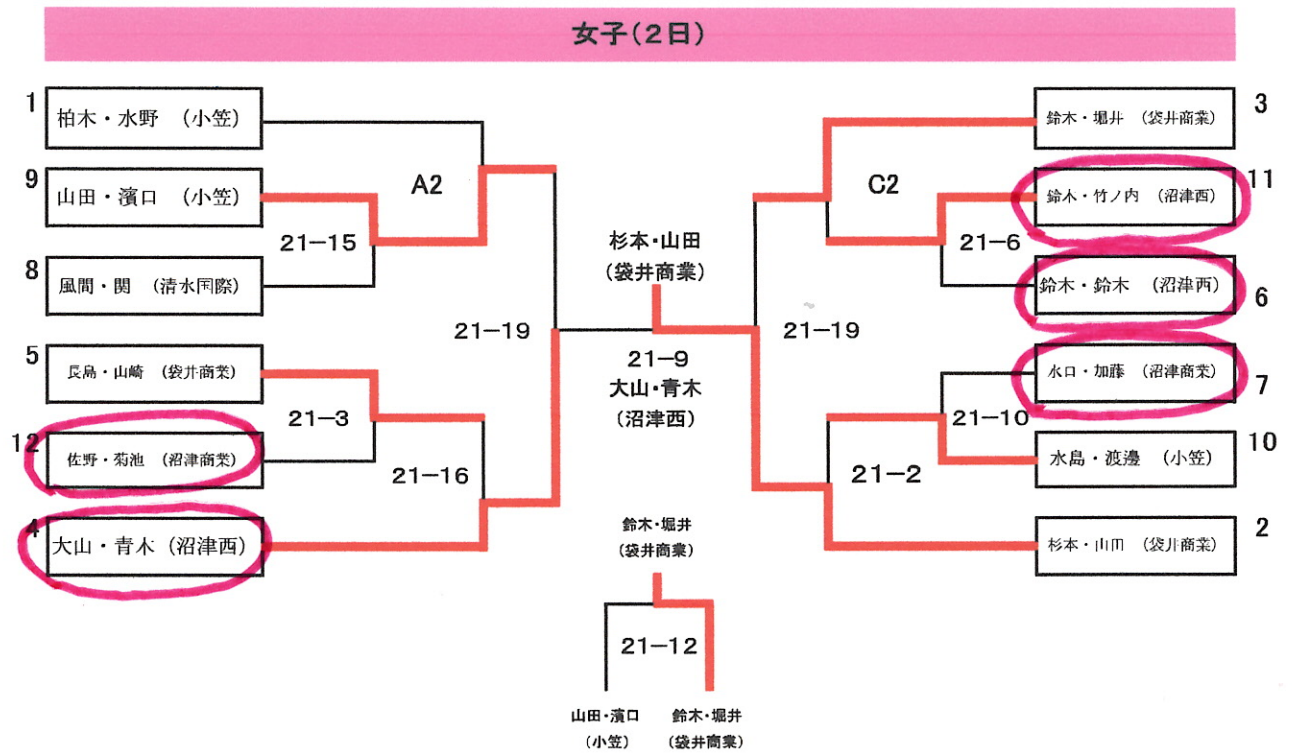 女子(2日)
1
柏木・水野 (小笠)
9
山田・濱口 (小笠)
A2
21-15
8
風間・関 (清水国際)
21-19
5
長島・山崎 (袋井商業)
21-3
12
佐野・菊池 (沼津商業)
21-16
4
大山・青木 (沼津西)
杉本・山田
(袋井商業)
21-9
大山・青木
(沼津西)
3
鈴木・堀井 (袋井商業)
C2
11
鈴木・竹ノ内 (沼津西)
21-6
鈴木・鈴木 (沼津西)
6
21-19
水口・加藤 (沼津商業)
7
21-10
10
水島・渡邊 (小笠)
21-2
2
杉本・山田 (袋井商業)
鈴木・堀井
(袋井商業)
21-12
山田・濱口
(小笠)
鈴木・堀井
(袋井商業)